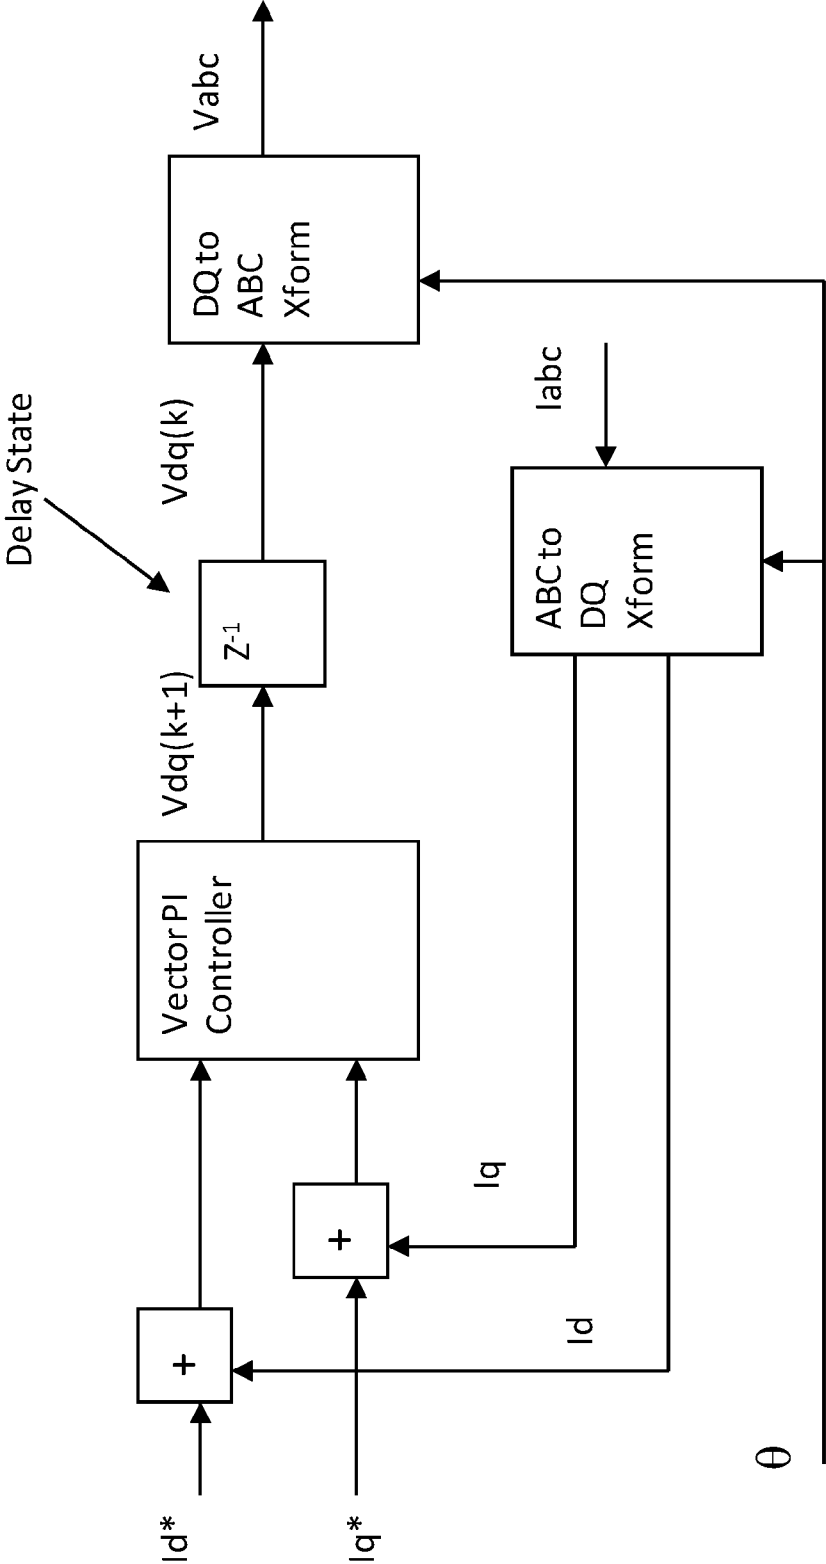 Delay State
Id*
+
Vector PI
Controller
Vdq(k+1)
Z-1
Vdq(k)
DQ to
ABC
Xform
Vabc
Iq*
+
Iq
Id
ABC to
DQ
Xform
Iabc
θ